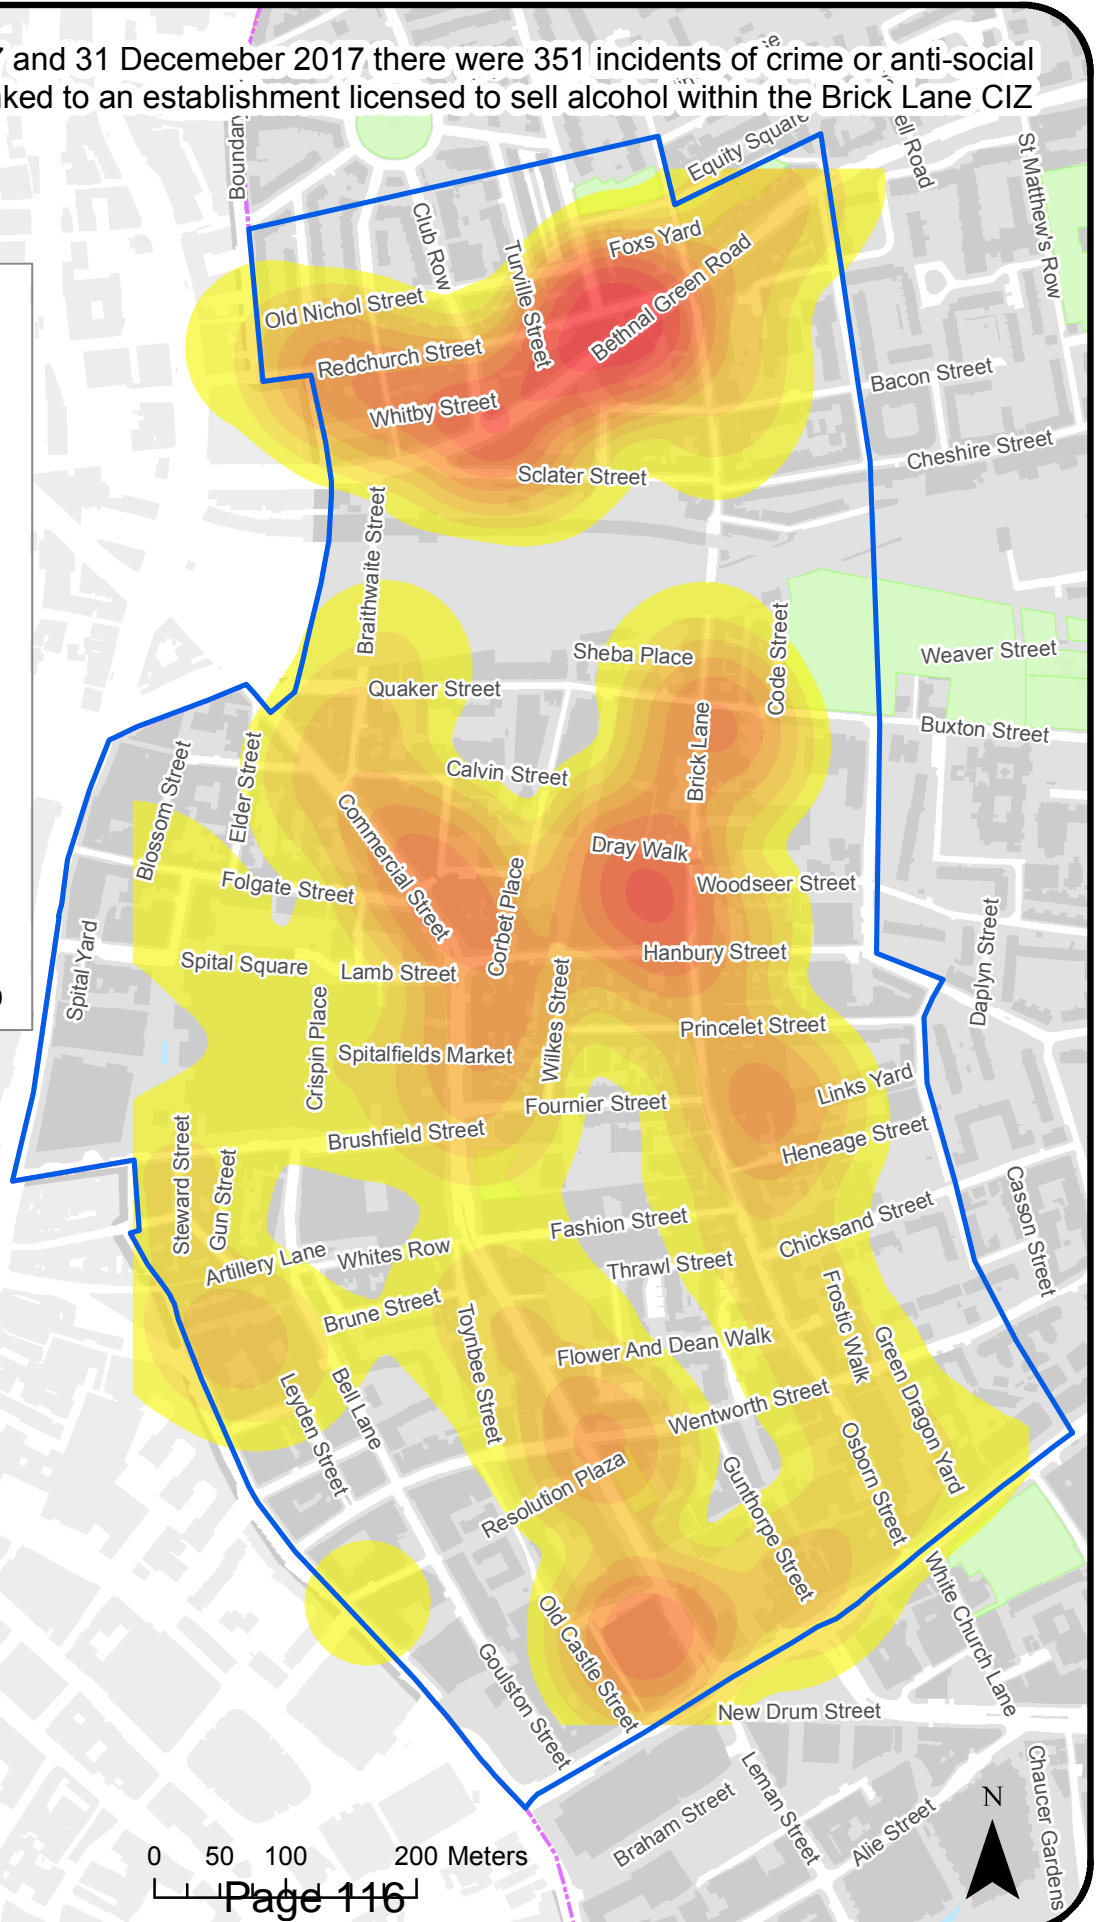 7 and 31 Decemeber 2017 there were 351 incidents of crime or anti-social
ked to an establishment licensed to sell alcohol within the Brick Lane CIZ
Boundar
Equity Square
ell Road
St Matthew's Row
Club Row
Foxs Yard
Turville Street
Bethnal Green Road
Old Nichol Street
Redchurch Street
Whitby Street
Bacon Street
Cheshire Street
Sclater Street
Braithwaite Street
Sheba Place
Code Street
Weaver Street
Quaker Street
Buxton Street
Brick Lane
Blossom Street
Elder Street
Calvin Street
Commercial Street
Dray Walk
Folgate Street
Corbet Place
Woodseer Street
Spital Yard
Spital Square
Lamb Street
Hanbury Street
Daplyn Street
Crispin Place
Wilkes Street
Princelet Street
Spitalfields Market
Links Yard
Fournier Street
Brushfield Street
Heneage Street
Steward Street
Gun Street
Casson Street
Fashion Street
Chicksand Street
Artillery Lane
Whites Row
Thrawl Street
Brune Street
Toynbee Street
Frostic Walk
Flower And Dean Walk
Green Dragon Yard
Leyden Street
Bell Lane
Wentworth Street
Osborn Street
Resolution Plaza
Gunthorpe Street
White Church Lane
Old Castle Street
Goulston Street
New Drum Street
Leman Street
Braham Street
Alie Street
Chaucer Gardens
N
0 50 100 200 Meters
Page 116